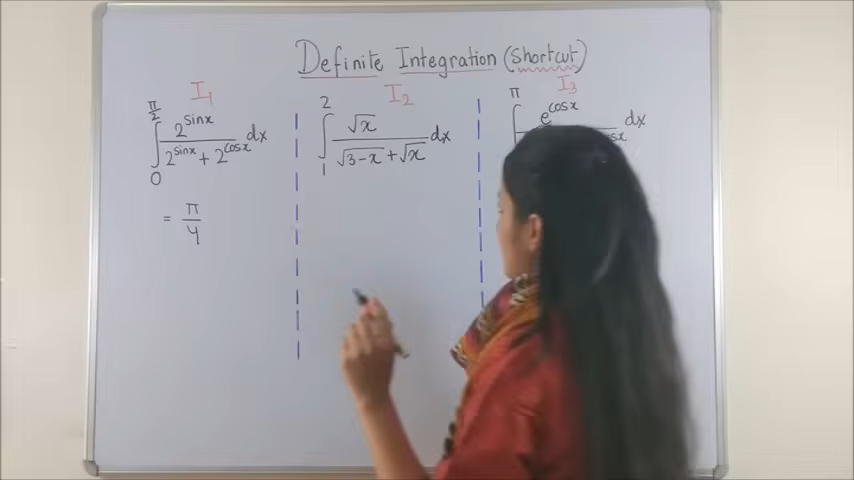 Definite Integration (Shortcut)
I1
∫ 0 π/2 2^sinx / (2^sinx + 2^cosx) dx
= π/4
I2
∫ 1 2 √x / (√3-x + √x) dx
I3
π e^cosx dx